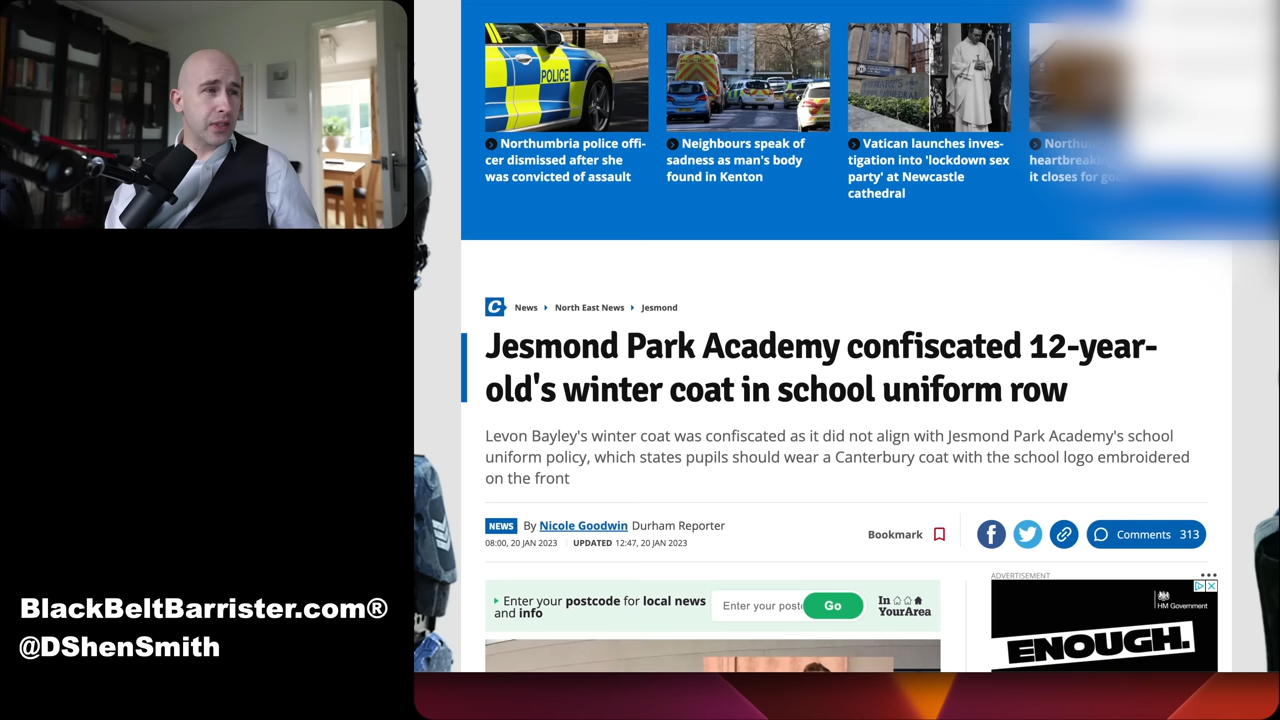 POLICE
Northumbria police offi-
cer dismissed after she
was convicted of assault
Neighbours speak of
sadness as man's body
found in Kenton
Vatican launches inves-
tigation into 'lockdown sex
party' at Newcastle
cathedral
it closes for
C News North East News Jesmond
Jesmond Park Academy confiscated 12-year-
old's winter coat in school uniform row
Levon Bayley's winter coat was confiscated as it did not align with Jesmond Park Academy's school
uniform policy, which states pupils should wear a Canterbury coat with the school logo embroidered
on the front
NEWS By Nicole Goodwin Durham Reporter
08:00, 20 JAN 2023 UPDATED 12:47, 20 JAN 2023
Bookmark
Comments 313
Enter your postcode for local news
and info
Enter your post
Go
In
YourArea
ADVERTISEMENT
HM Government
ENOUGH.
BlackBeltBarrister.com®
@DShenSmith